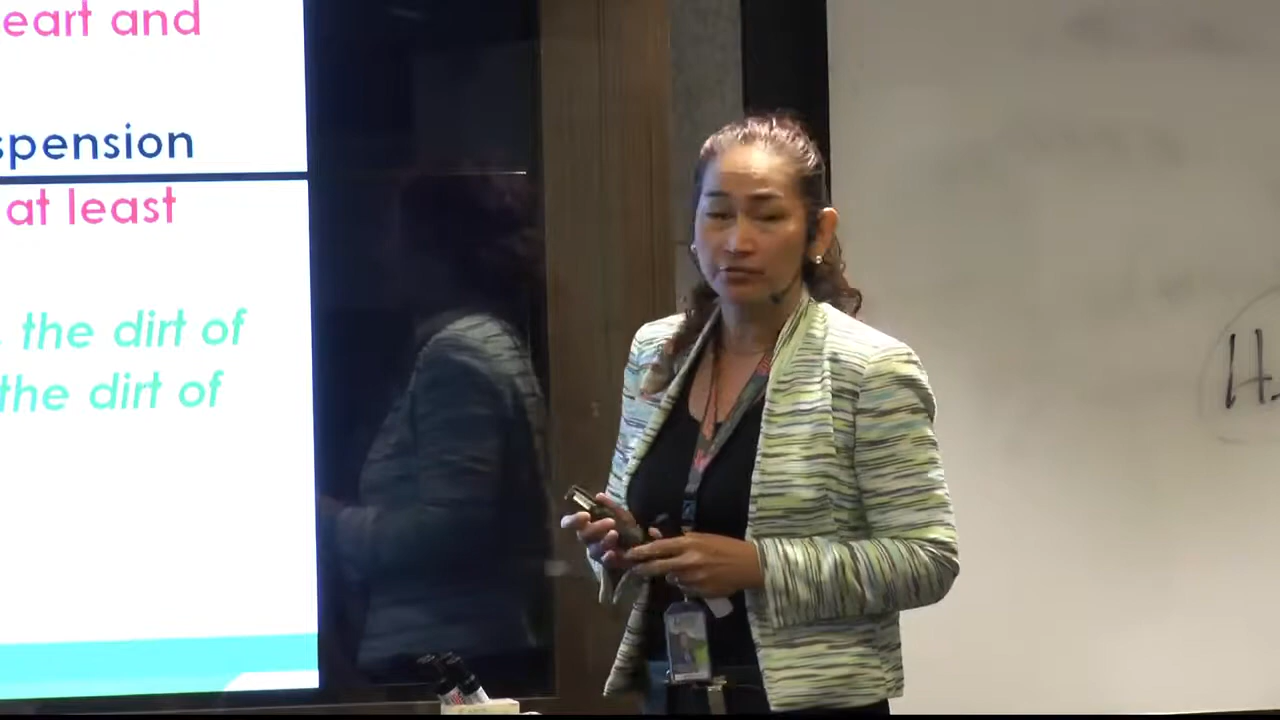 eart and
spension
at least
the dirt of
the dirt of
H